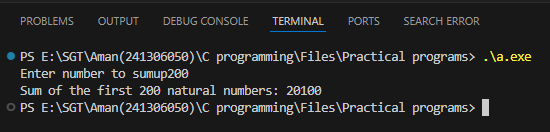 PROBLEMS OUTPUT DEBUG CONSOLE TERMINAL PORTS SEARCH ERROR
PS E:\SGT\Aman(241306050)\C programming\Files\Practical programs> .\a.exe
Enter number to sumup200
Sum of the first 200 natural numbers: 20100
PS E:\SGT\Aman(241306050)\C programming\Files\Practical programs>